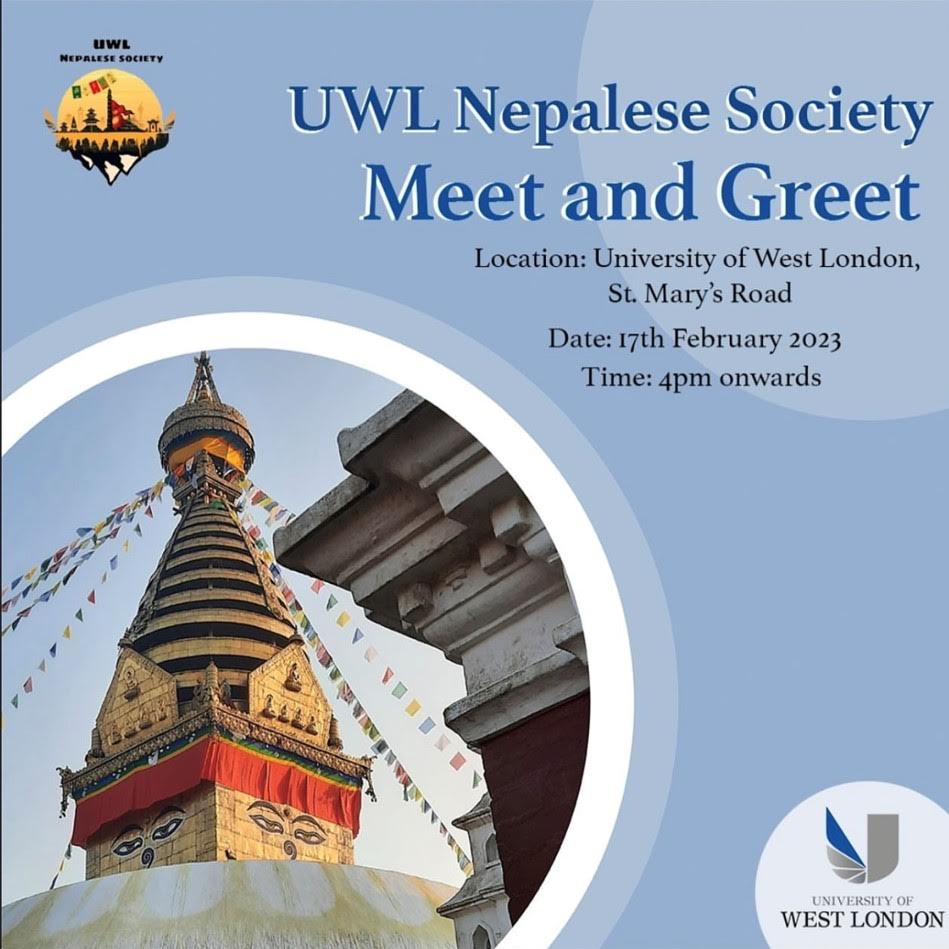 UWL
NEPALESE SOCIETY
UWL Nepalese Society
Meet and Greet
Location: University of West London,
St. Mary's Road
Date: 17th February 2023
Time: 4pm onwards
UNIVERSITY OF
WEST LONDON